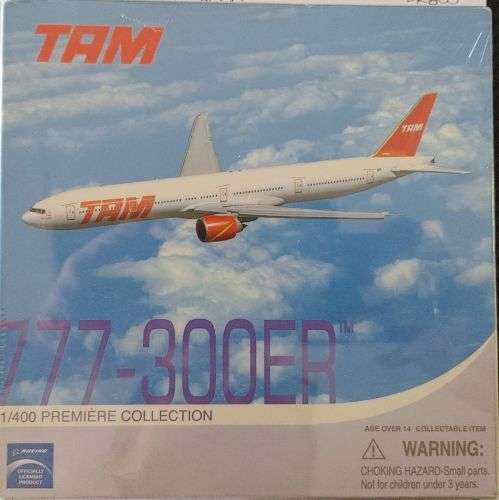 TAM
TAM
TAM
777-300ER™
1/400 PREMIÈRE COLLECTION
AGE OVER 14 COLLECTABLE ITEM
WARNING:
CHOKING HAZARD-Small parts.
Not for children under 3 years.
BOEING
OFFICIALLY
LICENSED
PRODUCT